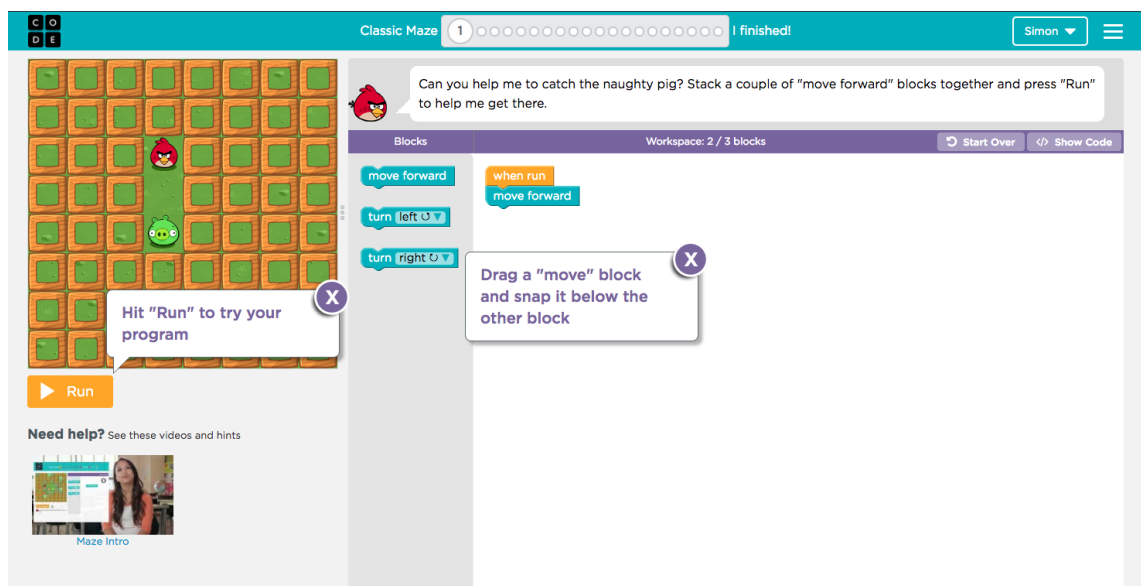 C O
D E
Classic Maze 1 I finished!
Simon
Can you help me to catch the naughty pig? Stack a couple of "move forward" blocks together and press "Run"
to help me get there.
Blocks
Workspace: 2 / 3 blocks
Start Over
</> Show Code
move forward
turn left
turn right
when run
move forward
Drag a "move" block
and snap it below the
other block
X
Hit "Run" to try your
program
X
Run
Need help? See these videos and hints
Maze Intro